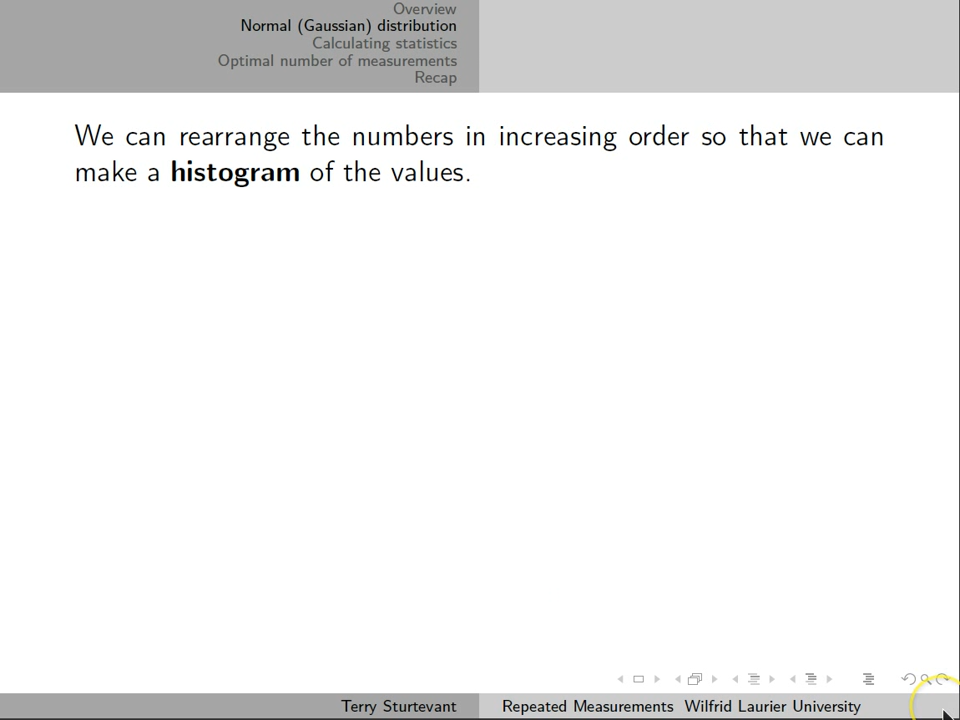 Overview
Normal (Gaussian) distribution
Calculating statistics
Optimal number of measurements
Recap
We can rearrange the numbers in increasing order so that we can
make a histogram of the values.
Terry Sturtevant
Repeated Measurements Wilfrid Laurier University